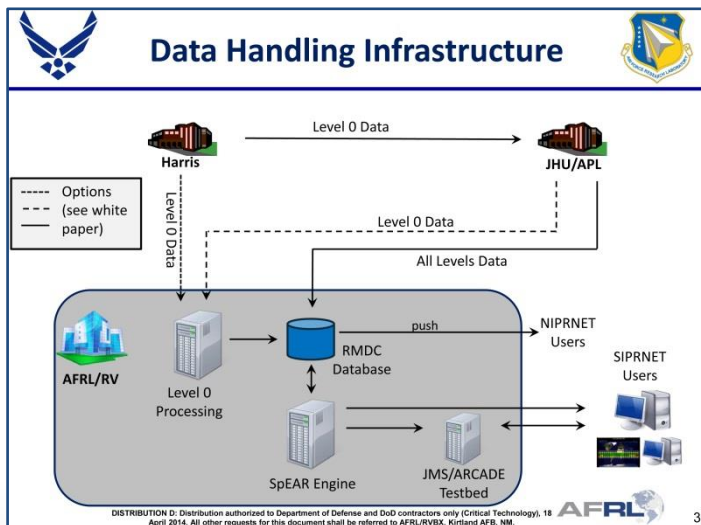 Data Handling Infrastructure
Level 0 Data
Harris
JHU/APL
Options
(see white
paper)
Level 0 Data
Level 0 Data
All Levels Data
AFRL/RV
push
NIPRNET
Users
RMDC
Database
Level 0
Processing
SIPRNET
Users
SpEAR Engine
JMS/ARCADE
Testbed
DISTRIBUTION D: Distribution authorized to Department of Defense and DoD contractors only (Critical Technology), 18
April 2014. All other requests for this document shall be referred to AFRL/RVBX, Kirtland AFB, NM.
AFRL
3